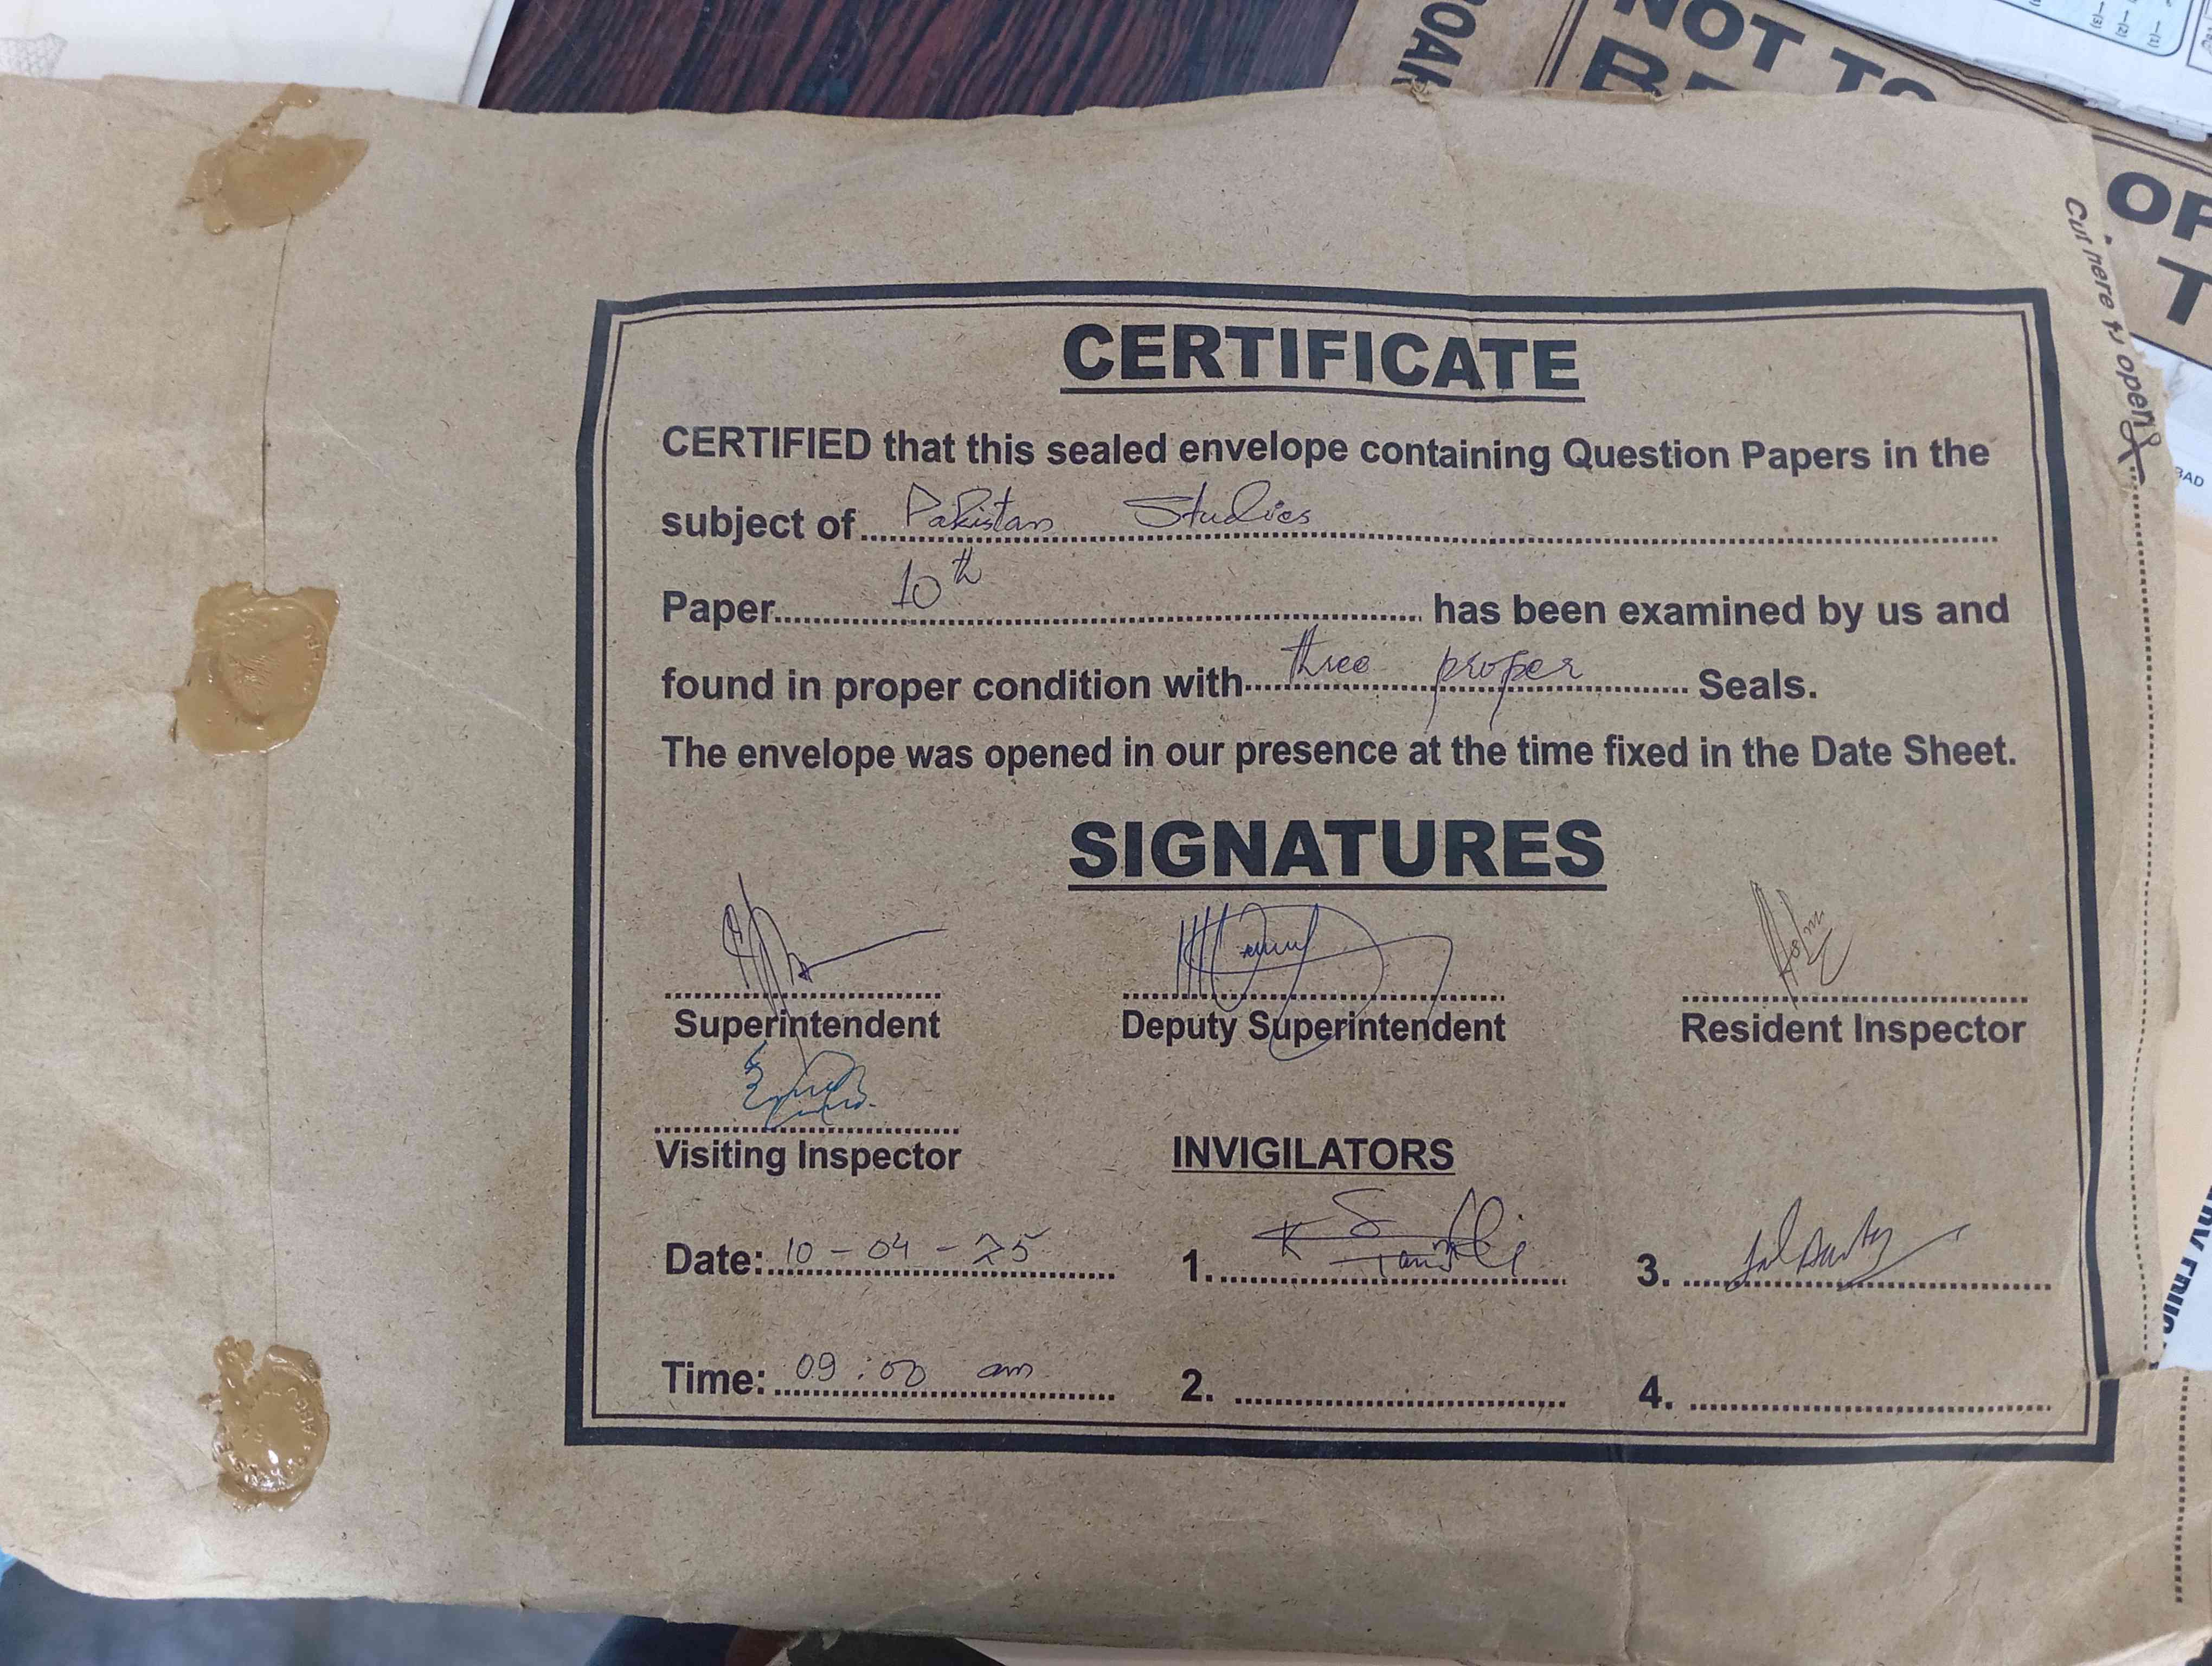 NOT TO
OF
T
Cut here to open
BAD
CERTIFICATE
CERTIFIED that this sealed envelope containing Question Papers in the
subject of Pakistan Studies
Paper 10th has been examined by us and
found in proper condition with three proper Seals.
The envelope was opened in our presence at the time fixed in the Date Sheet.
SIGNATURES
Superintendent Deputy Superintendent Resident Inspector
Visiting Inspector INVIGILATORS
Date: 10-04-25 1. 3.
Time: 09:00 am 2. 4.